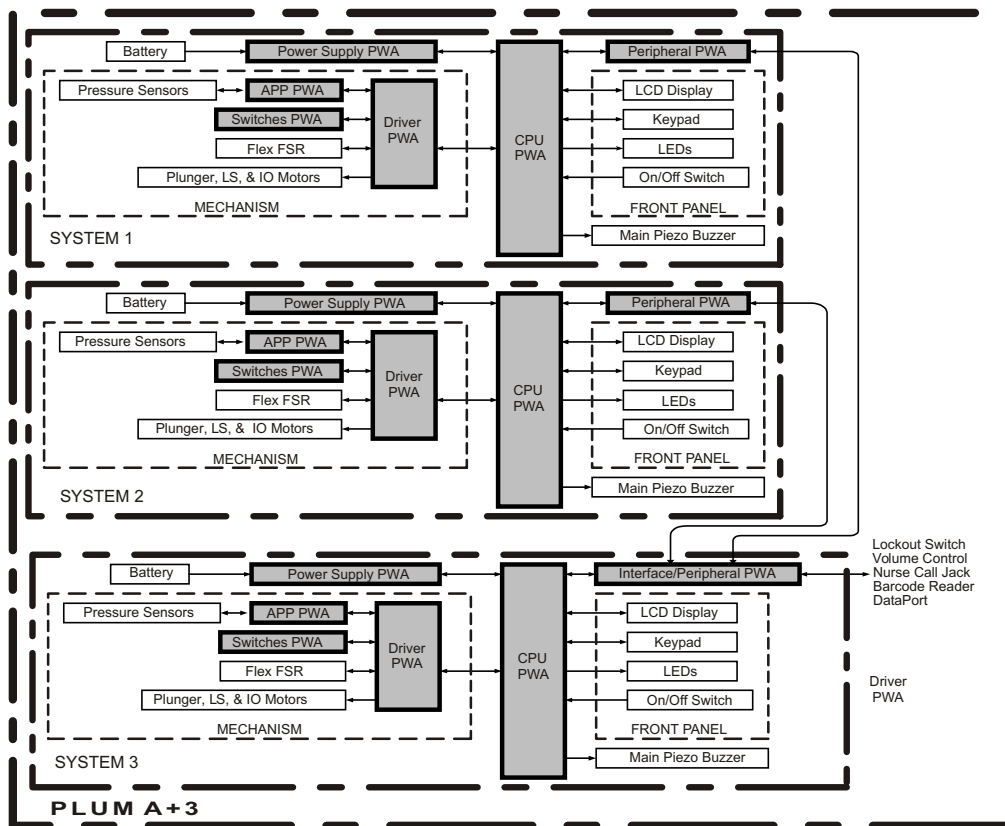 Battery
Power Supply PWA
Peripheral PWA
Pressure Sensors
APP PWA
Switches PWA
Flex FSR
Plunger, LS, & IO Motors
Driver
PWA
MECHANISM
CPU
PWA
LCD Display
Keypad
LEDs
On/Off Switch
FRONT PANEL
Main Piezo Buzzer
SYSTEM 1
Battery
Power Supply PWA
Peripheral PWA
Pressure Sensors
APP PWA
Switches PWA
Flex FSR
Plunger, LS, & IO Motors
Driver
PWA
MECHANISM
CPU
PWA
LCD Display
Keypad
LEDs
On/Off Switch
FRONT PANEL
Main Piezo Buzzer
SYSTEM 2
Battery
Power Supply PWA
Interface/Peripheral PWA
Lockout Switch
Volume Control
Nurse Call Jack
Barcode Reader
DataPort
Pressure Sensors
APP PWA
Switches PWA
Flex FSR
Plunger, LS, & IO Motors
Driver
PWA
MECHANISM
CPU
PWA
LCD Display
Keypad
LEDs
On/Off Switch
FRONT PANEL
Main Piezo Buzzer
Driver
PWA
SYSTEM 3
PLUM A+3